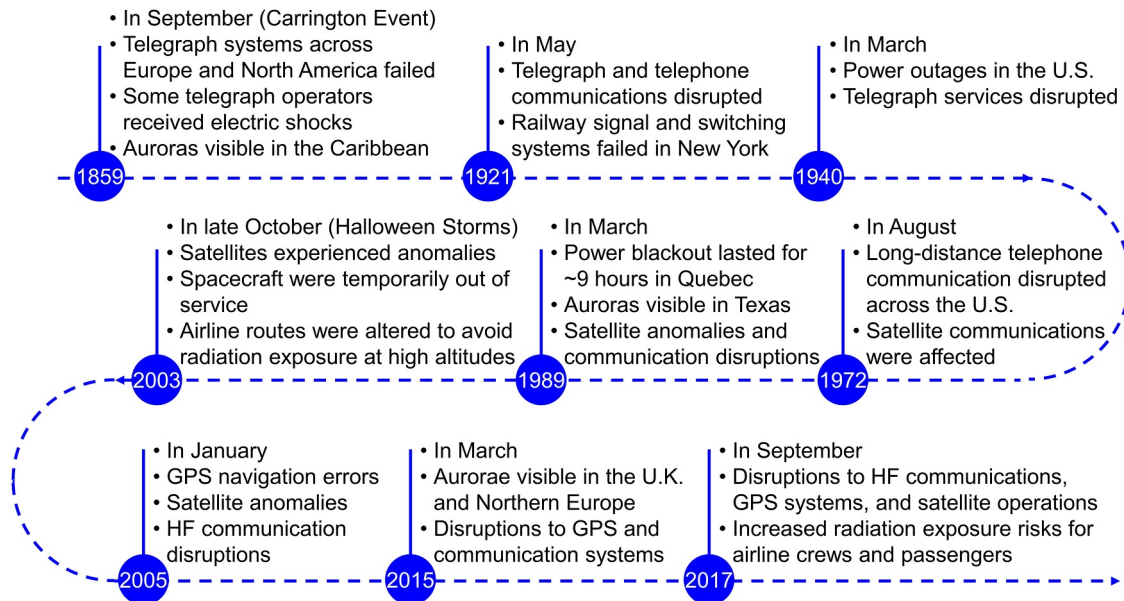 • In September (Carrington Event)
• Telegraph systems across
Europe and North America failed
• Some telegraph operators
received electric shocks
• Auroras visible in the Caribbean
1859
• In May
• Telegraph and telephone
communications disrupted
• Railway signal and switching
systems failed in New York
1921
• In March
• Power outages in the U.S.
• Telegraph services disrupted
1940
• In August
• Long-distance telephone
communication disrupted
across the U.S.
• Satellite communications
were affected
1972
• In March
• Power blackout lasted for
~9 hours in Quebec
• Auroras visible in Texas
• Satellite anomalies and
communication disruptions
1989
• In late October (Halloween Storms)
• Satellites experienced anomalies
• Spacecraft were temporarily out of
service
• Airline routes were altered to avoid
radiation exposure at high altitudes
2003
• In January
• GPS navigation errors
• Satellite anomalies
• HF communication
disruptions
2005
• In March
• Aurorae visible in the U.K.
and Northern Europe
• Disruptions to GPS and
communication systems
2015
• In September
• Disruptions to HF communications,
GPS systems, and satellite operations
• Increased radiation exposure risks for
airline crews and passengers
2017